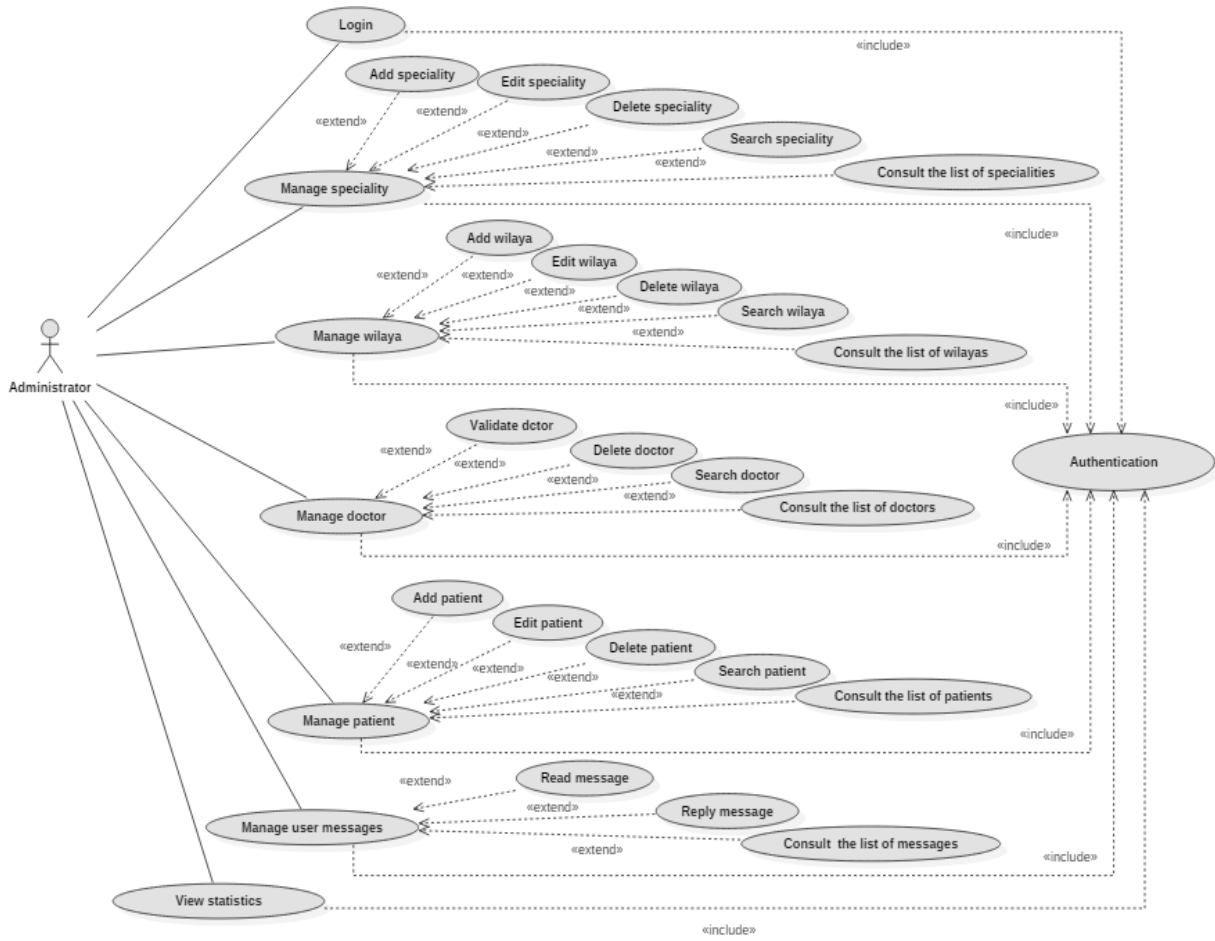 Login
«include»
Add speciality
Edit speciality
Delete speciality
«extend»
«extend»
«extend»
Search speciality
«extend»
«extend»
Consult the list of specialities
Manage speciality
«include»
Add wilaya
Edit wilaya
«extend»
«extend»
Delete wilaya
«extend»
Search wilaya
«extend»
«extend»
Manage wilaya
Consult the list of wilayas
Administrator
«include»
Validate dctor
Delete doctor
«extend»
«extend»
Authentication
Search doctor
«extend»
«extend»
Consult the list of doctors
Manage doctor
«include»
Add patient
Edit patient
«extend»
Delete patient
«extend»
«extend»
Search patient
«extend»
«extend»
Consult the list of patients
Manage patient
«include»
Read message
«extend»
«extend»
Reply message
Manage user messages
Consult the list of messages
«extend»
«include»
View statistics
«include»